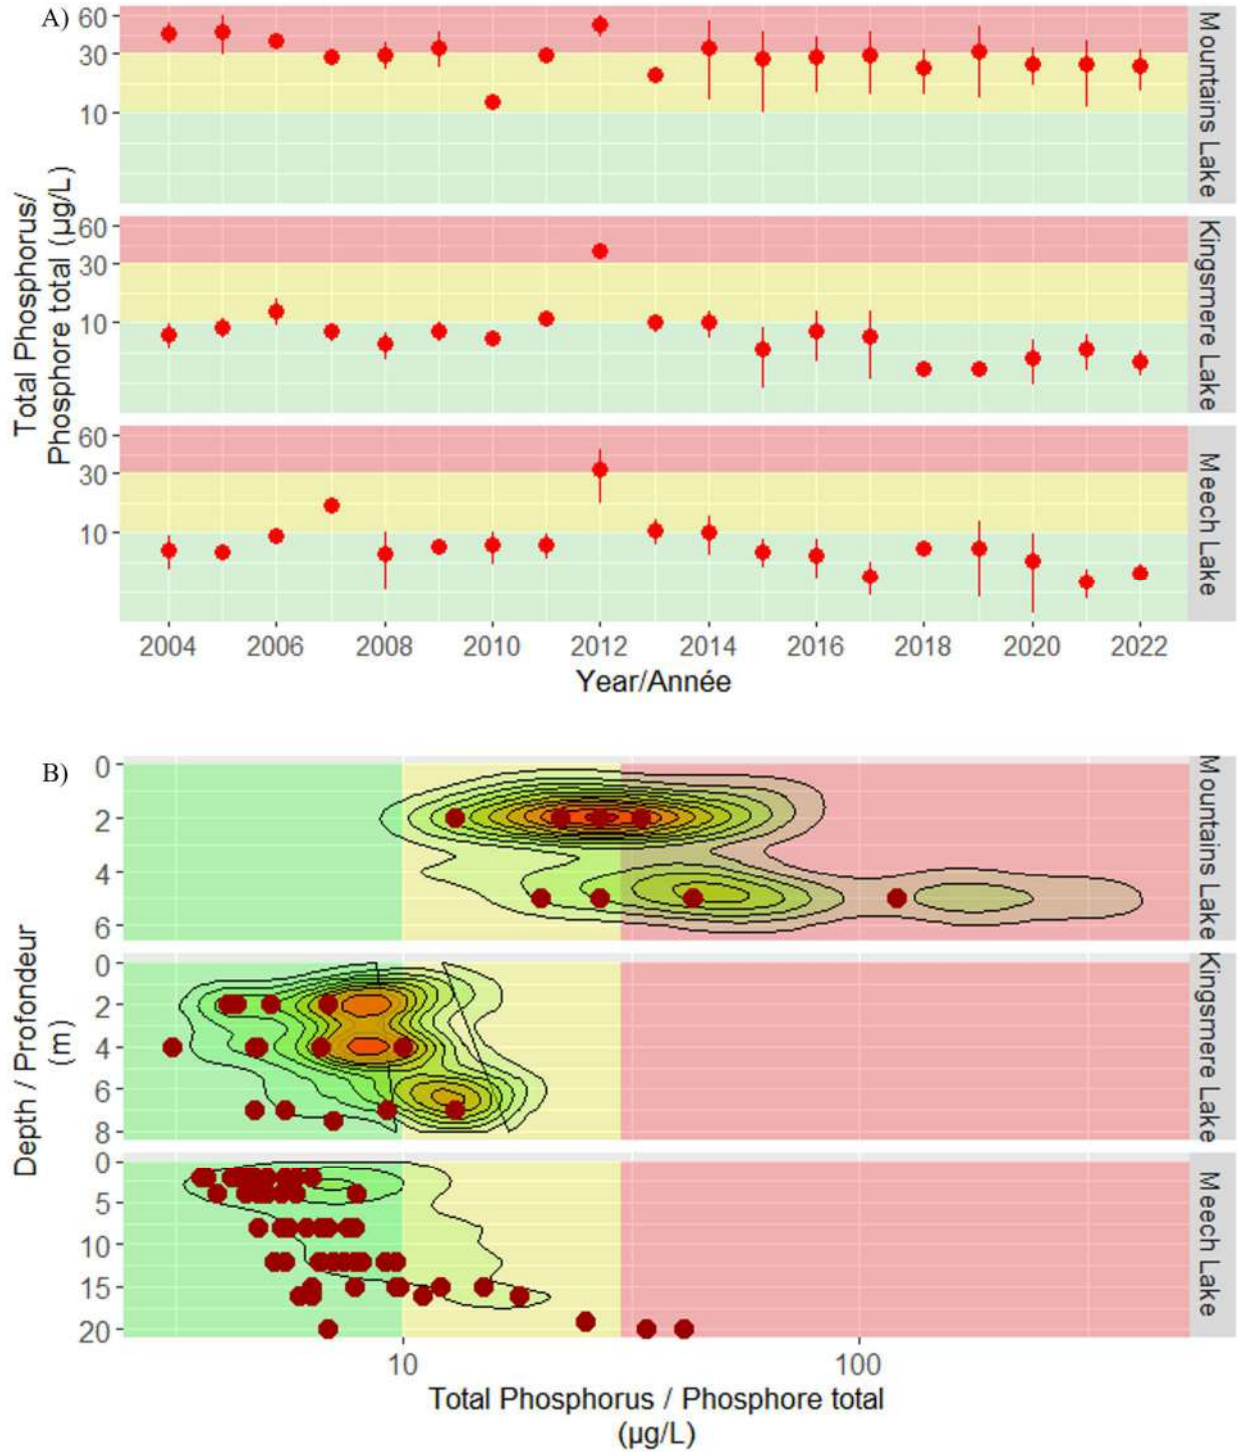 A)
Total Phosphorus/
Phosphore total (µg/L)
60
30
10
Mountains Lake
60
30
10
Kingsmere Lake
60
30
10
Meech Lake
2004 2006 2008 2010 2012 2014 2016 2018 2020 2022
Year/Année
B)
Depth / Profondeur
(m)
0
2
4
6
Mountains Lake
0
2
4
6
8
Kingsmere Lake
0
5
10
15
20
Meech Lake
10 100
Total Phosphorus / Phosphore total
(µg/L)